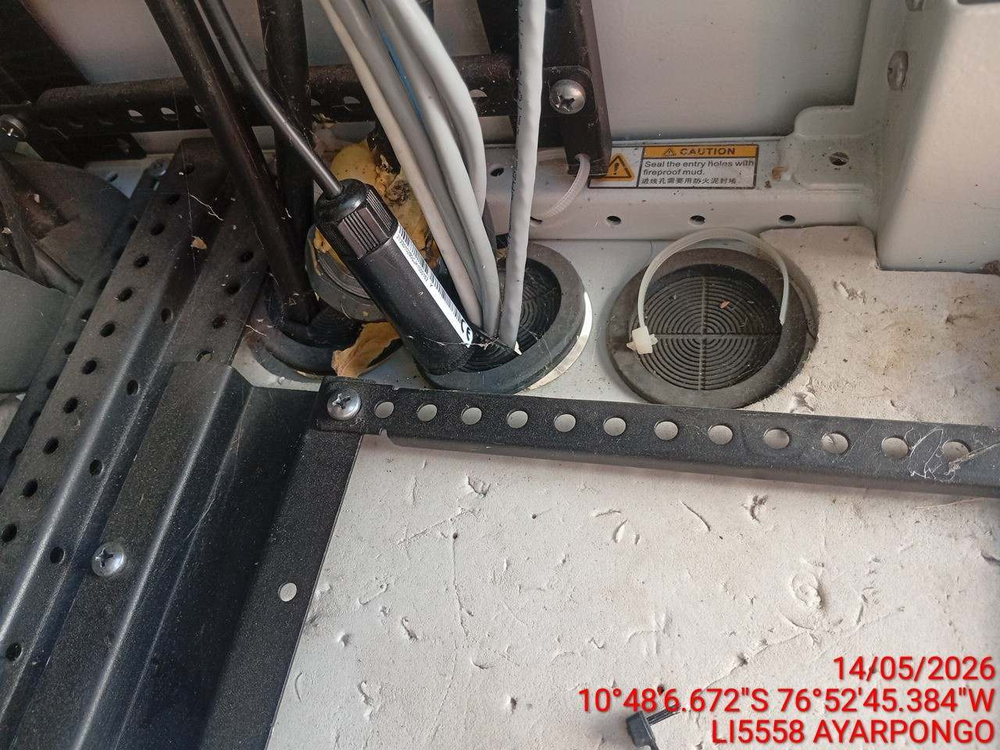 CAUTION
Seal the entry holes with
fireproof mud.
进线孔需要用防火泥封堵
CE
14/05/2026
10°48'6.672"S 76°52'45.384"W
LI5558 AYARPONGO